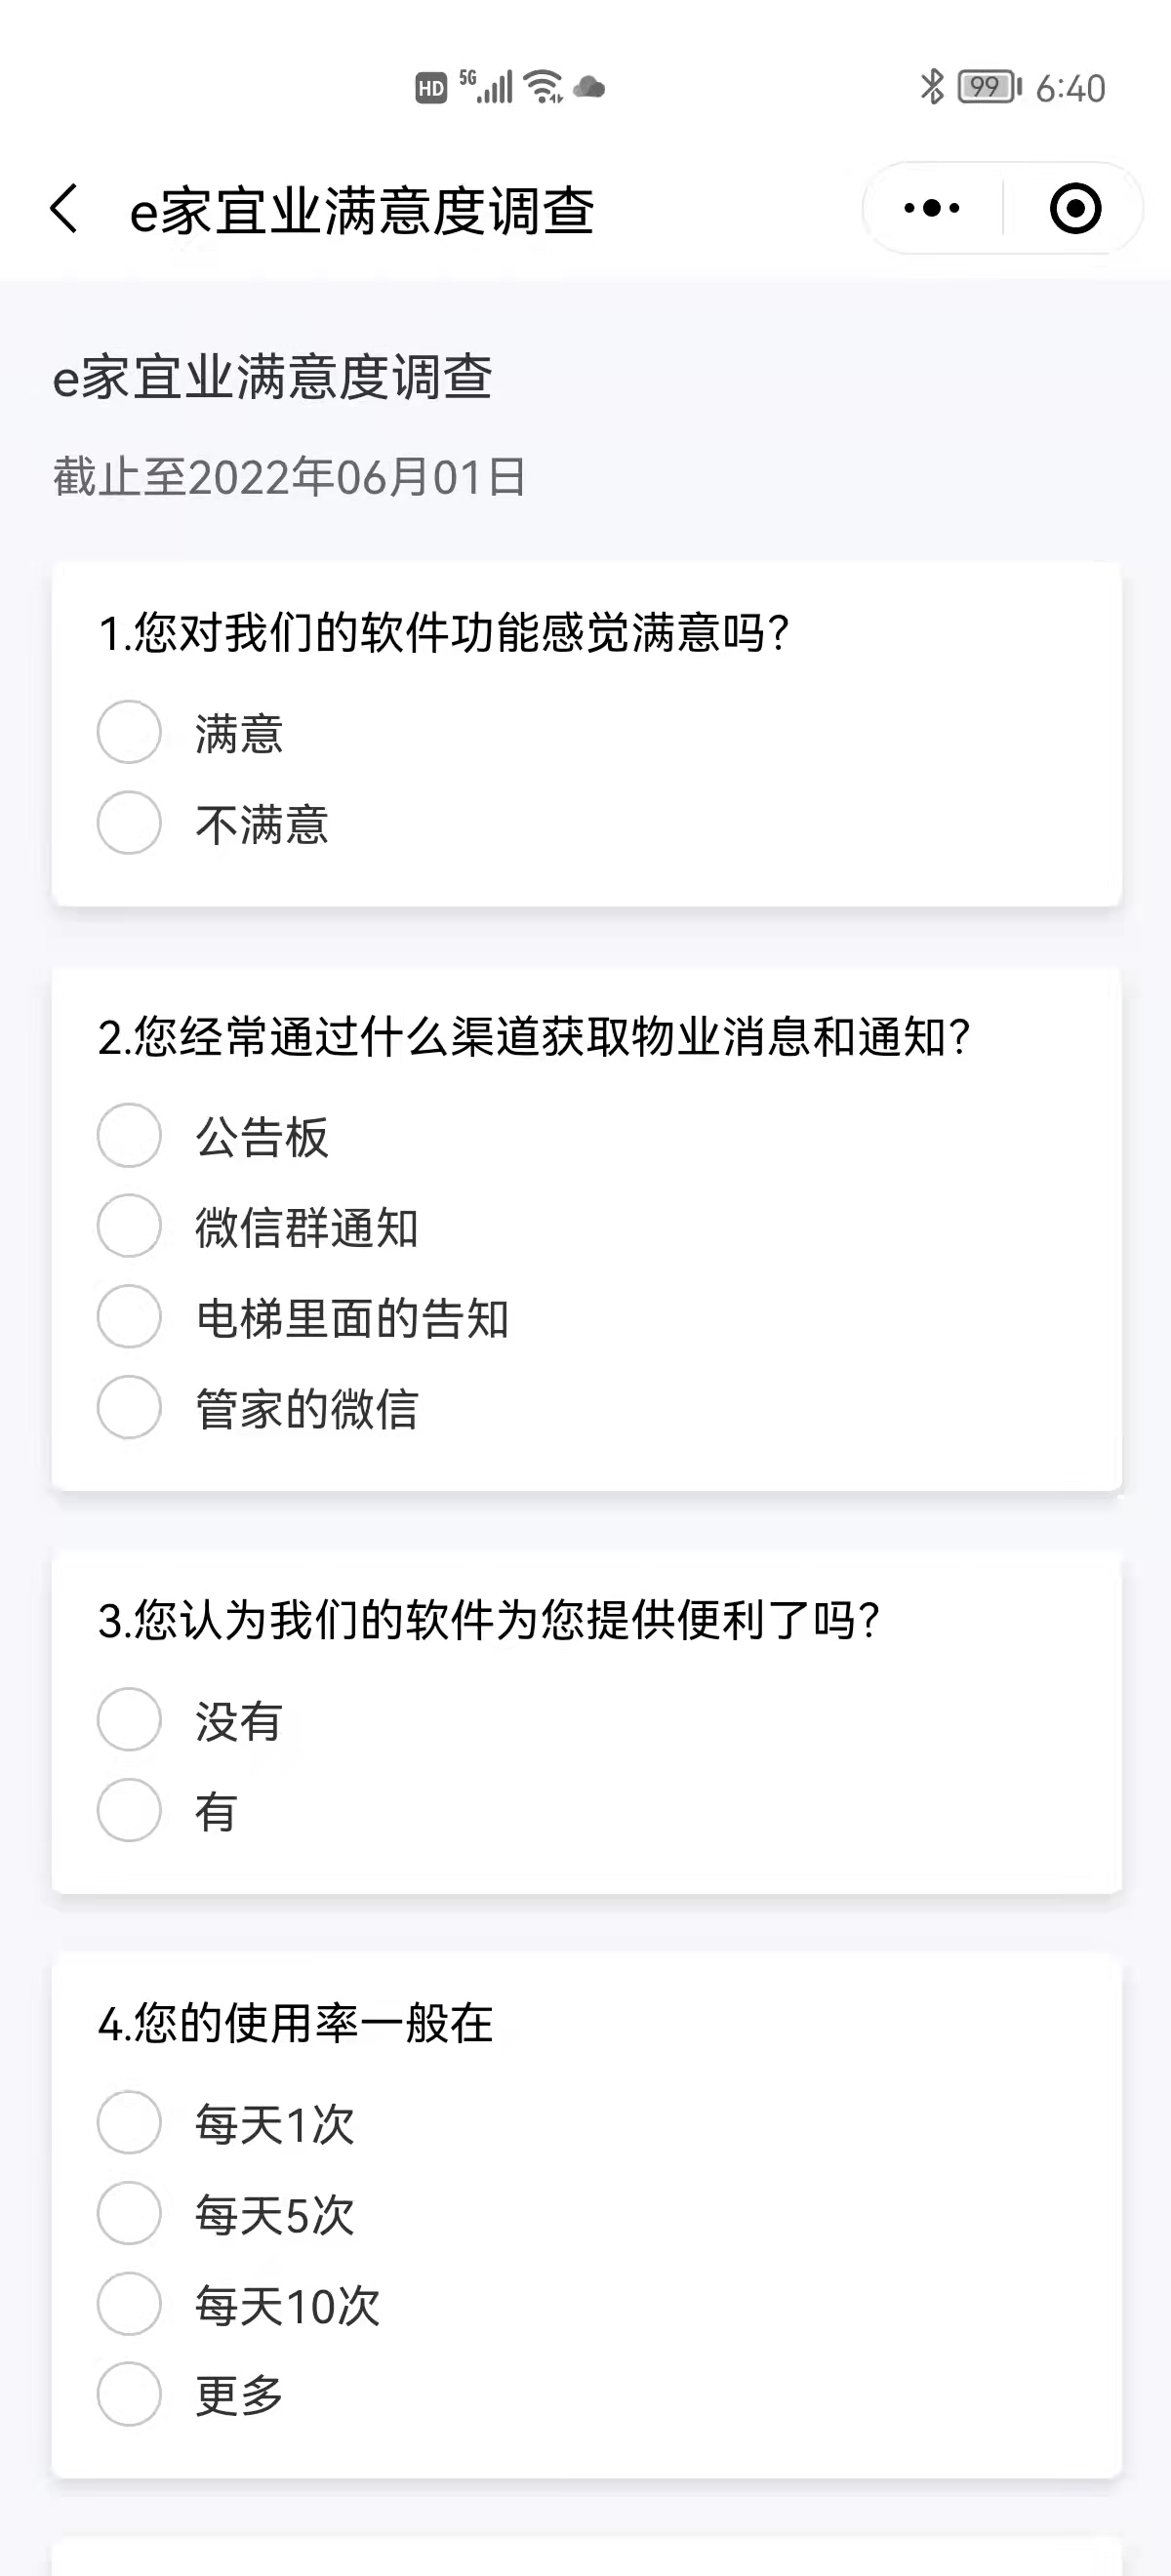 HD 5G 99 6:40
e家宜业满意度调查
e家宜业满意度调查
截止至2022年06月01日
1.您对我们的软件功能感觉满意吗?
满意
不满意
2.您经常通过什么渠道获取物业消息和通知?
公告板
微信群通知
电梯里面的告知
管家的微信
3.您认为我们的软件为您提供便利了吗?
没有
有
4.您的使用率一般在
每天1次
每天5次
每天10次
更多